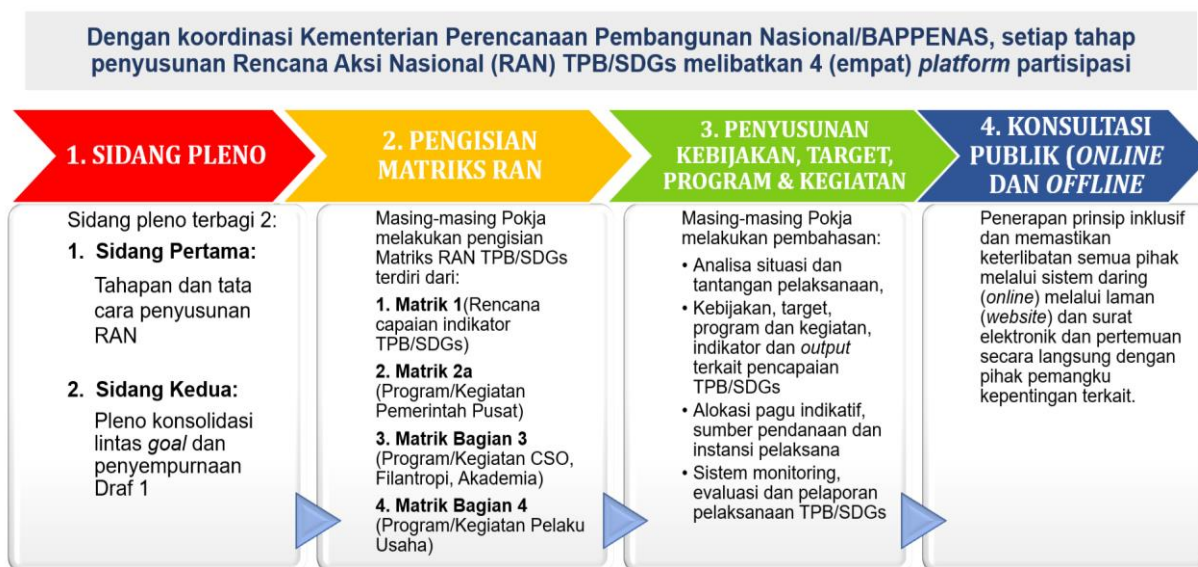 Dengan koordinasi Kementerian Perencanaan Pembangunan Nasional/BAPPENAS, setiap tahap
penyusunan Rencana Aksi Nasional (RAN) TPB/SDGs melibatkan 4 (empat) platform partisipasi
1. SIDANG PLENO
Sidang pleno terbagi 2:
1. Sidang Pertama:
Tahapan dan tata
cara penyusunan
RAN
2. Sidang Kedua:
Pleno konsolidasi
lintas goal dan
penyempurnaan
Draf 1
2. PENGISIAN
MATRIKS RAN
Masing-masing Pokja
melakukan pengisian
Matriks RAN TPB/SDGs
terdiri dari:
1. Matrik 1(Rencana
capaian indikator
TPB/SDGs)
2. Matrik 2a
(Program/Kegiatan
Pemerintah Pusat)
3. Matrik Bagian 3
(Program/Kegiatan CSO,
Filantropi, Akademia)
4. Matrik Bagian 4
(Program/Kegiatan Pelaku
Usaha)
3. PENYUSUNAN
KEBIJAKAN, TARGET,
PROGRAM & KEGIATAN
Masing-masing Pokja
melakukan pembahasan:
• Analisa situasi dan
tantangan pelaksanaan,
• Kebijakan, target,
program dan kegiatan,
indikator dan output
terkait pencapaian
TPB/SDGs
• Alokasi pagu indikatif,
sumber pendanaan dan
instansi pelaksana
• Sistem monitoring,
evaluasi dan pelaporan
pelaksanaan TPB/SDGs
4. KONSULTASI
PUBLIK (ONLINE
DAN OFFLINE
Penerapan prinsip inklusif
dan memastikan
keterlibatan semua pihak
melalui sistem daring
(online) melalui laman
(website) dan surat
elektronik dan pertemuan
secara langsung dengan
pihak pemangku
kepentingan terkait.